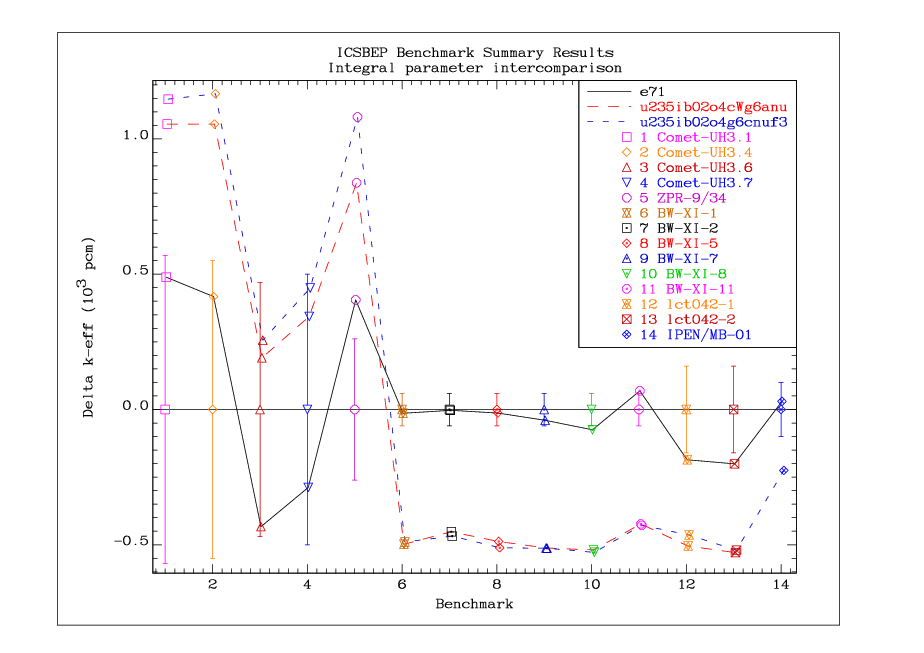 ICSBEP Benchmark Summary Results
Integral parameter intercomparison
e71
u235ib02o4cWg6anu
u235ib02o4g6cnuf3
1 Comet-UH3.1
2 Comet-UH3.4
3 Comet-UH3.6
4 Comet-UH3.7
5 ZPR-9/34
6 BW-XI-1
7 BW-XI-2
8 BW-XI-5
9 BW-XI-7
10 BW-XI-8
11 BW-XI-11
12 lct042-1
13 lct042-2
14 IPEN/MB-01
1.0
0.5
0.0
-0.5
Delta k-eff (10³ pcm)
2 4 6 8 10 12 14
Benchmark